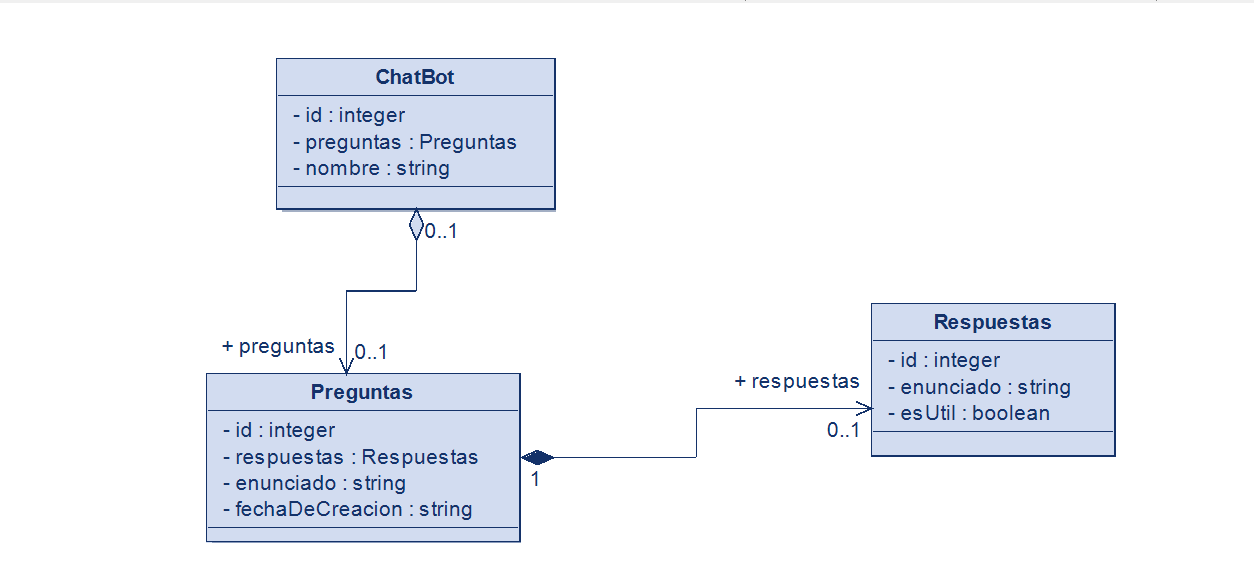 ChatBot
- id : integer
- preguntas : Preguntas
- nombre : string
0..1
+ preguntas
0..1
Preguntas
- id : integer
- respuestas : Respuestas
- enunciado : string
- fechaDeCreacion : string
1
+ respuestas
0..1
Respuestas
- id : integer
- enunciado : string
- esUtil : boolean